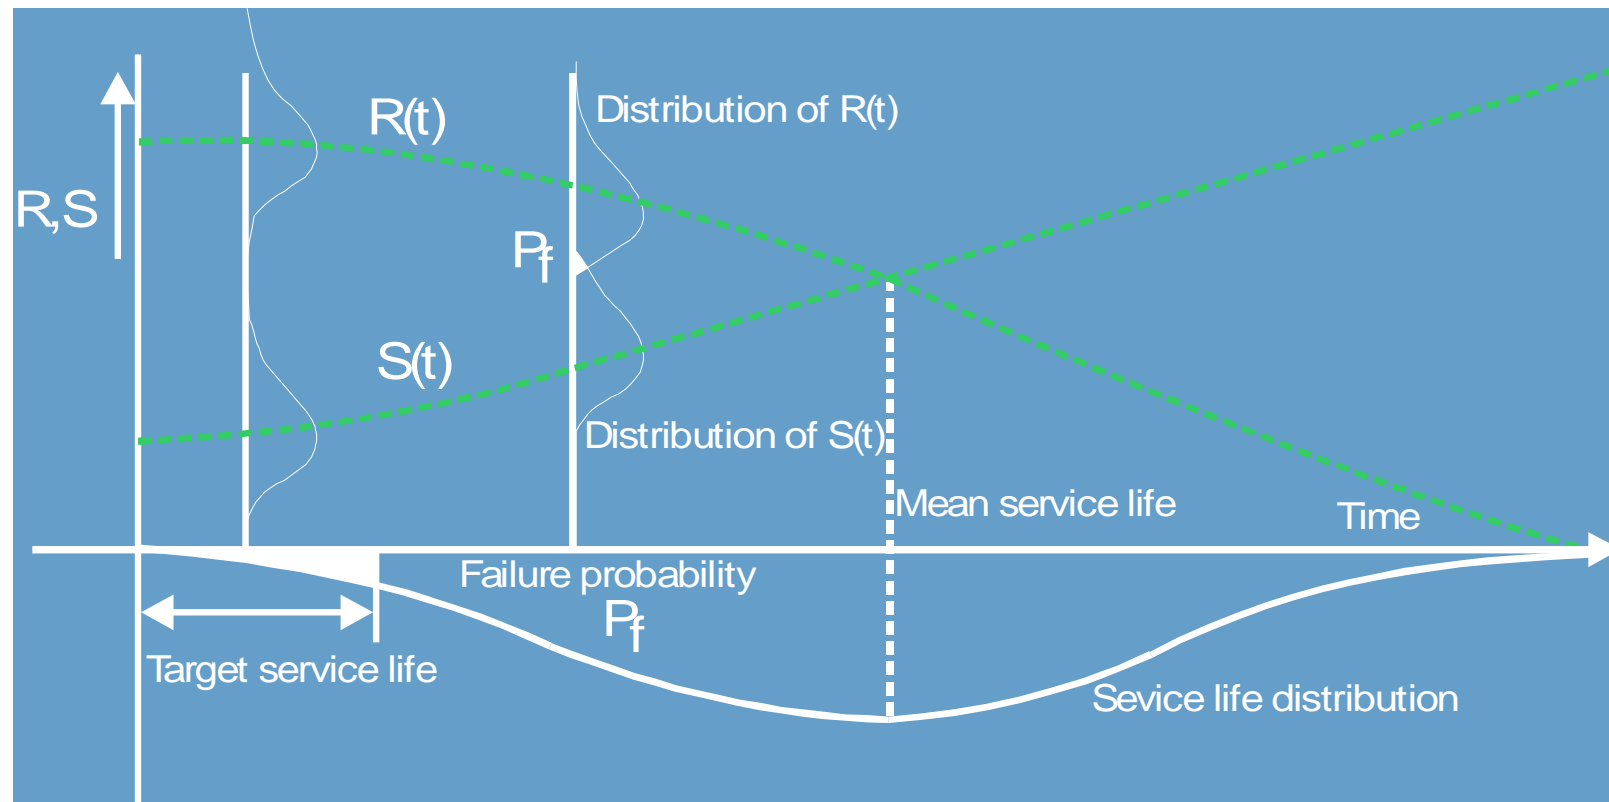 Distribution of R(t)
R(t)
R,S
Pf
S(t)
Distribution of S(t)
Mean service life
Time
Failure probability
Pf
Target service life
Sevice life distribution